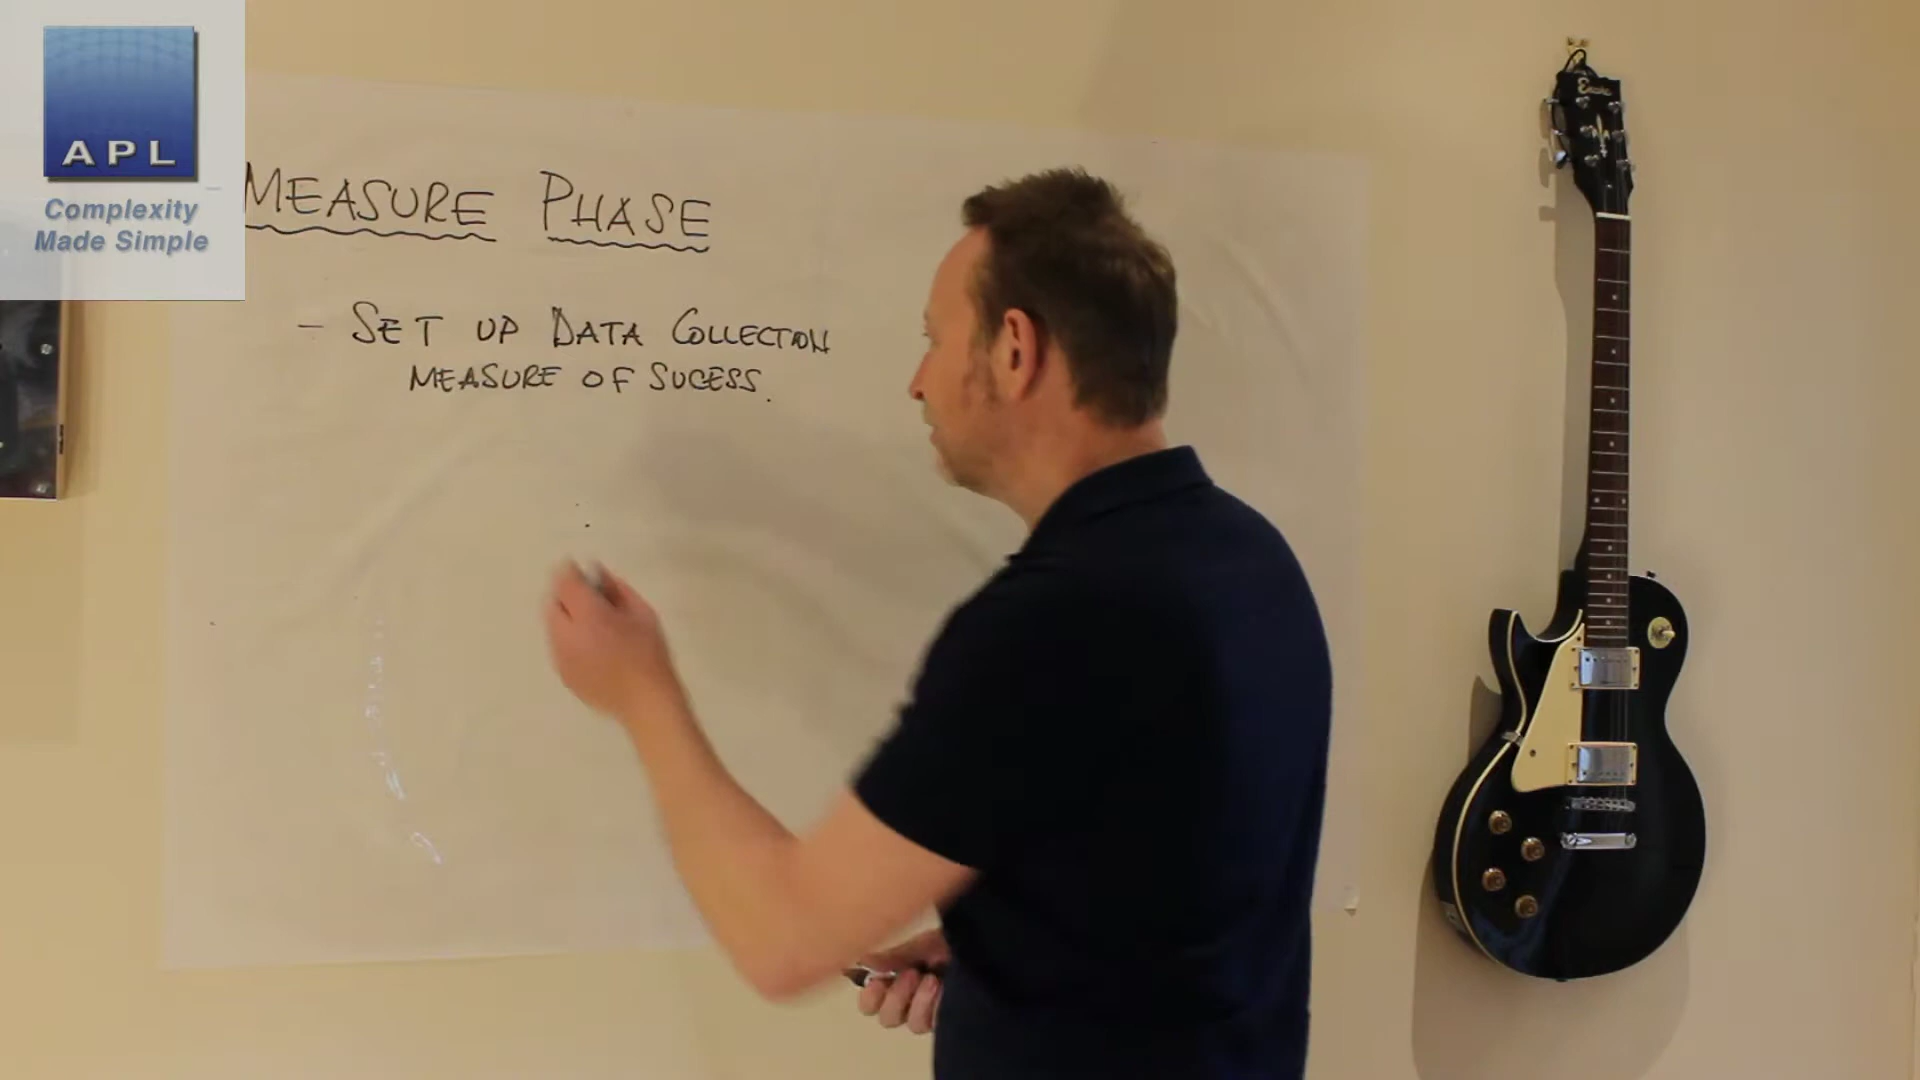 APL
Complexity
Made Simple
MEASURE PHASE
- SET UP DATA COLLECTION
MEASURE OF SUCESS.